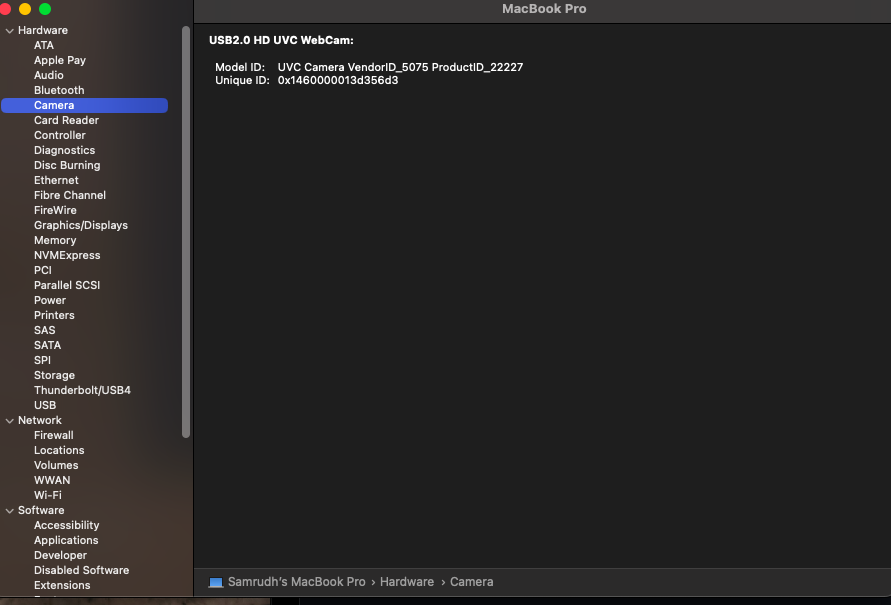 MacBook Pro
Hardware
ATA
Apple Pay
Audio
Bluetooth
Camera
Card Reader
Controller
Diagnostics
Disc Burning
Ethernet
Fibre Channel
FireWire
Graphics/Displays
Memory
NVMExpress
PCI
Parallel SCSI
Power
Printers
SAS
SATA
SPI
Storage
Thunderbolt/USB4
USB
Network
Firewall
Locations
Volumes
WWAN
Wi-Fi
Software
Accessibility
Applications
Developer
Disabled Software
Extensions
USB2.0 HD UVC WebCam:
Model ID: UVC Camera VendorID_5075 ProductID_22227
Unique ID: 0x1460000013d356d3
Samrudh's MacBook Pro › Hardware › Camera